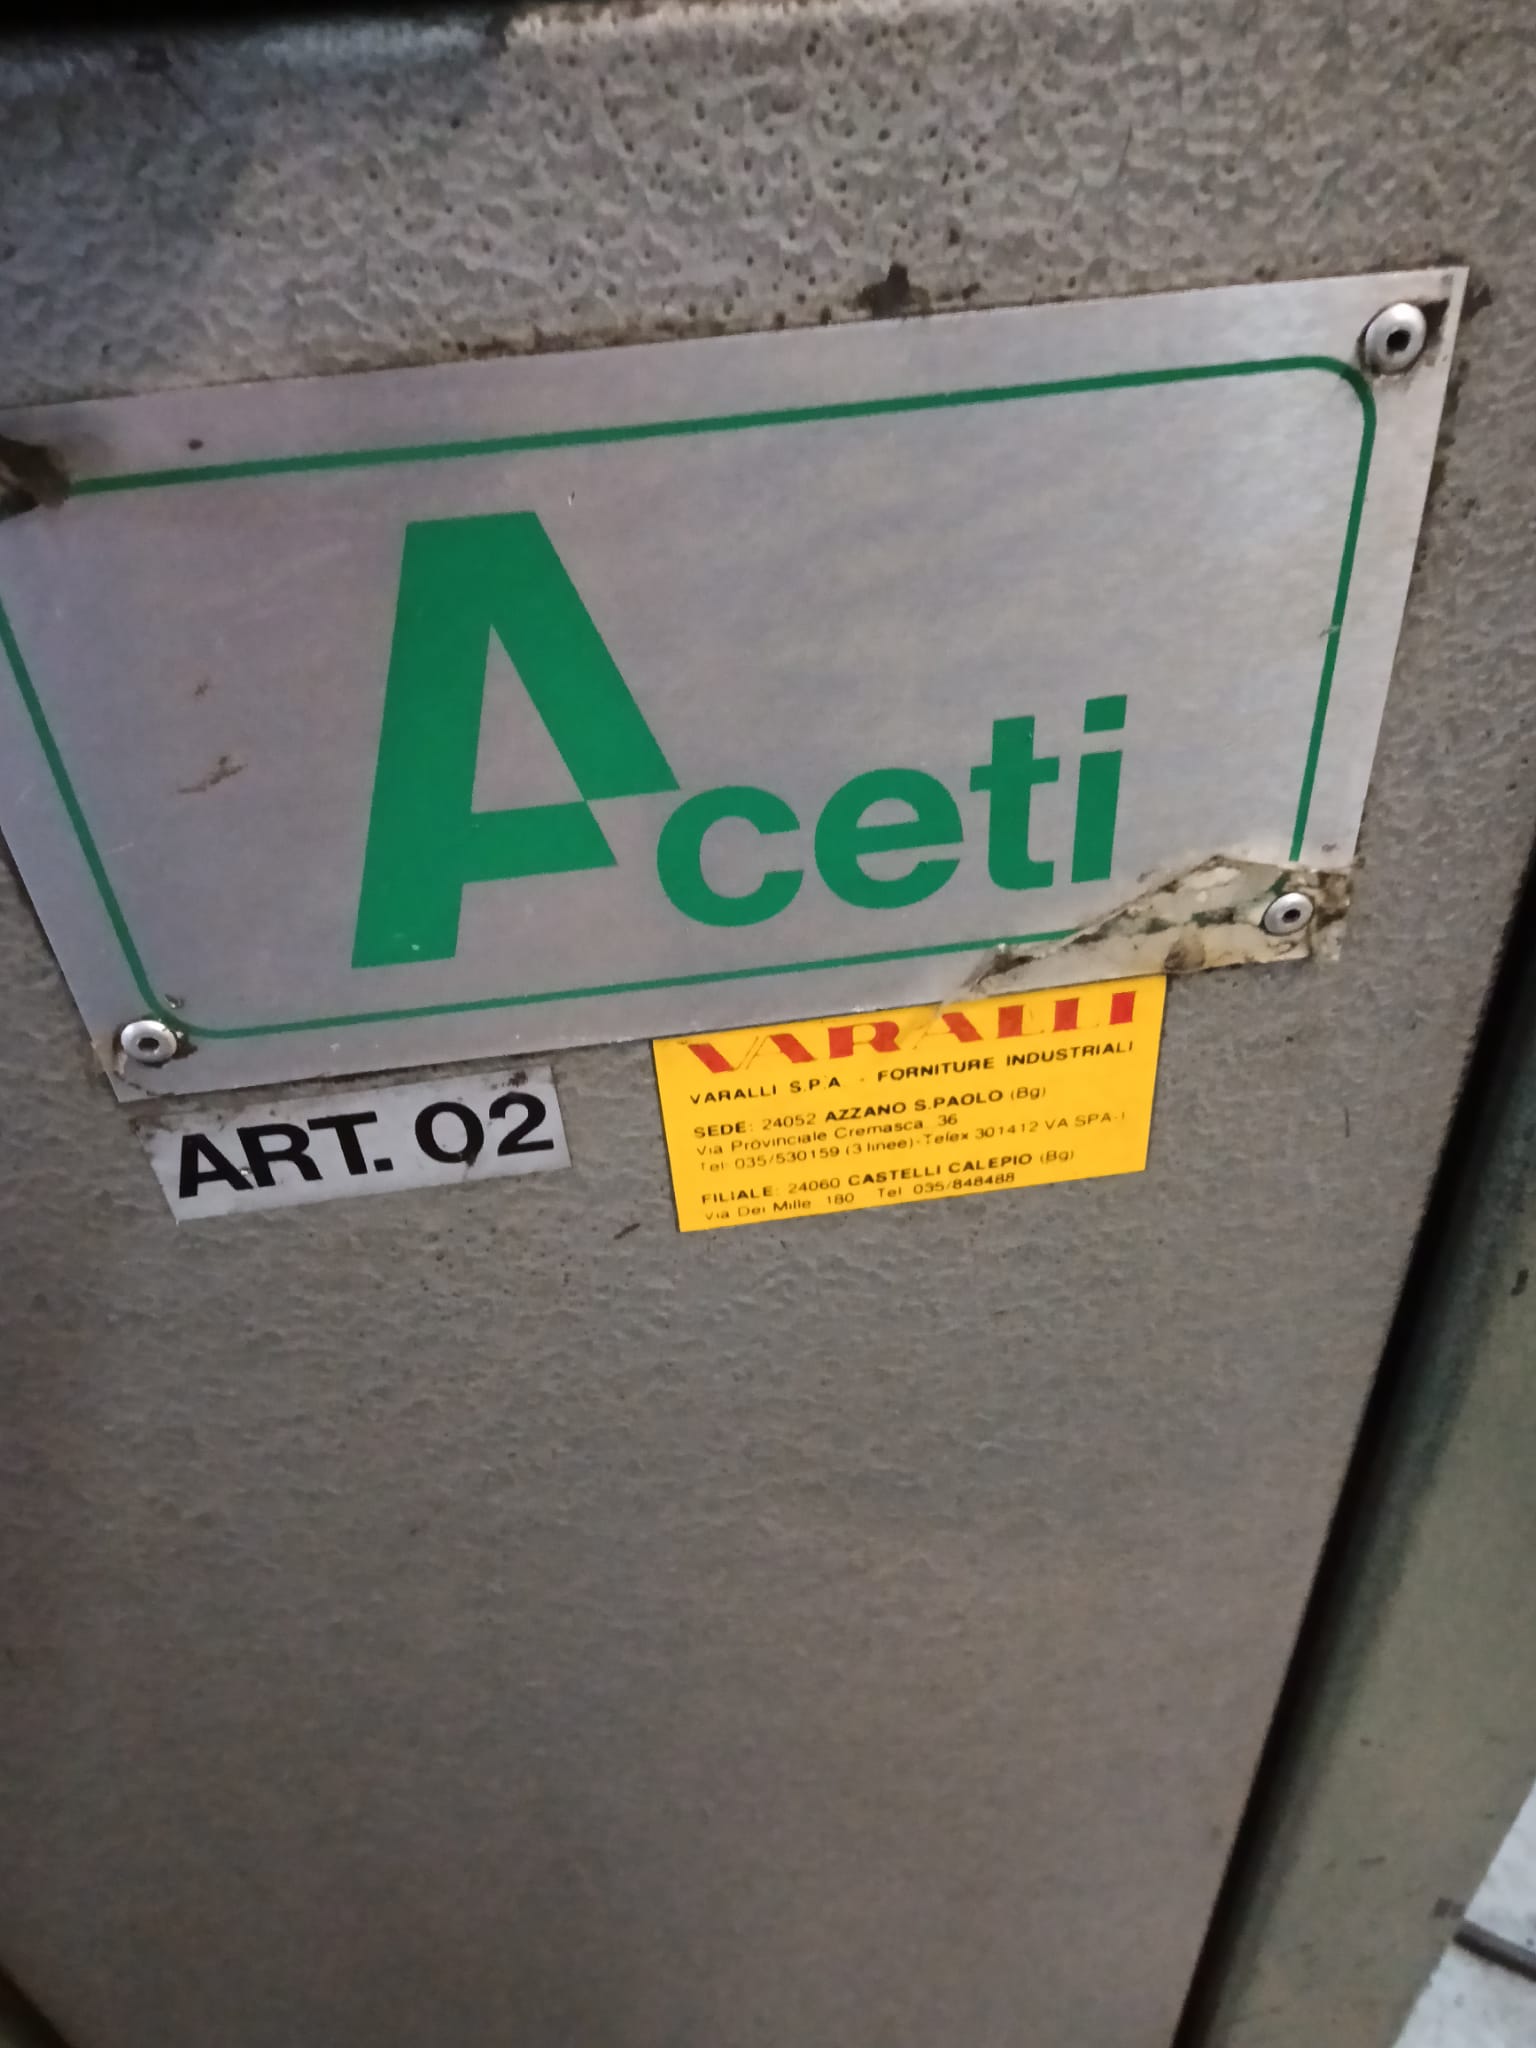 Aceti
ART. 02
VARALLI
VARALLI S.P.A - FORNITURE INDUSTRIALI
SEDE: 24052 AZZANO S.PAOLO (Bg)
Via Provinciale Cremasca 36
Tel. 035/530159 (3 linee) - Telex 301412 VA SPA-I
FILIALE: 24060 CASTELLI CALEPIO (Bg)
Via Dei Mille 180 Tel 035/848488